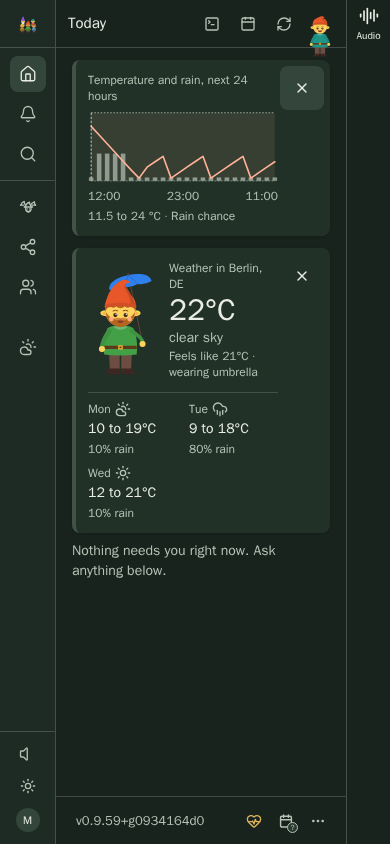 Today
Audio
Temperature and rain, next 24
hours
12:00 23:00 11:00
11.5 to 24 °C · Rain chance
Weather in Berlin,
DE
22°C
clear sky
Feels like 21°C ·
wearing umbrella
Mon Tue
10 to 19°C 9 to 18°C
10% rain 80% rain
Wed
12 to 21°C
10% rain
Nothing needs you right now. Ask
anything below.
M
v0.9.59+g0934164d0
?